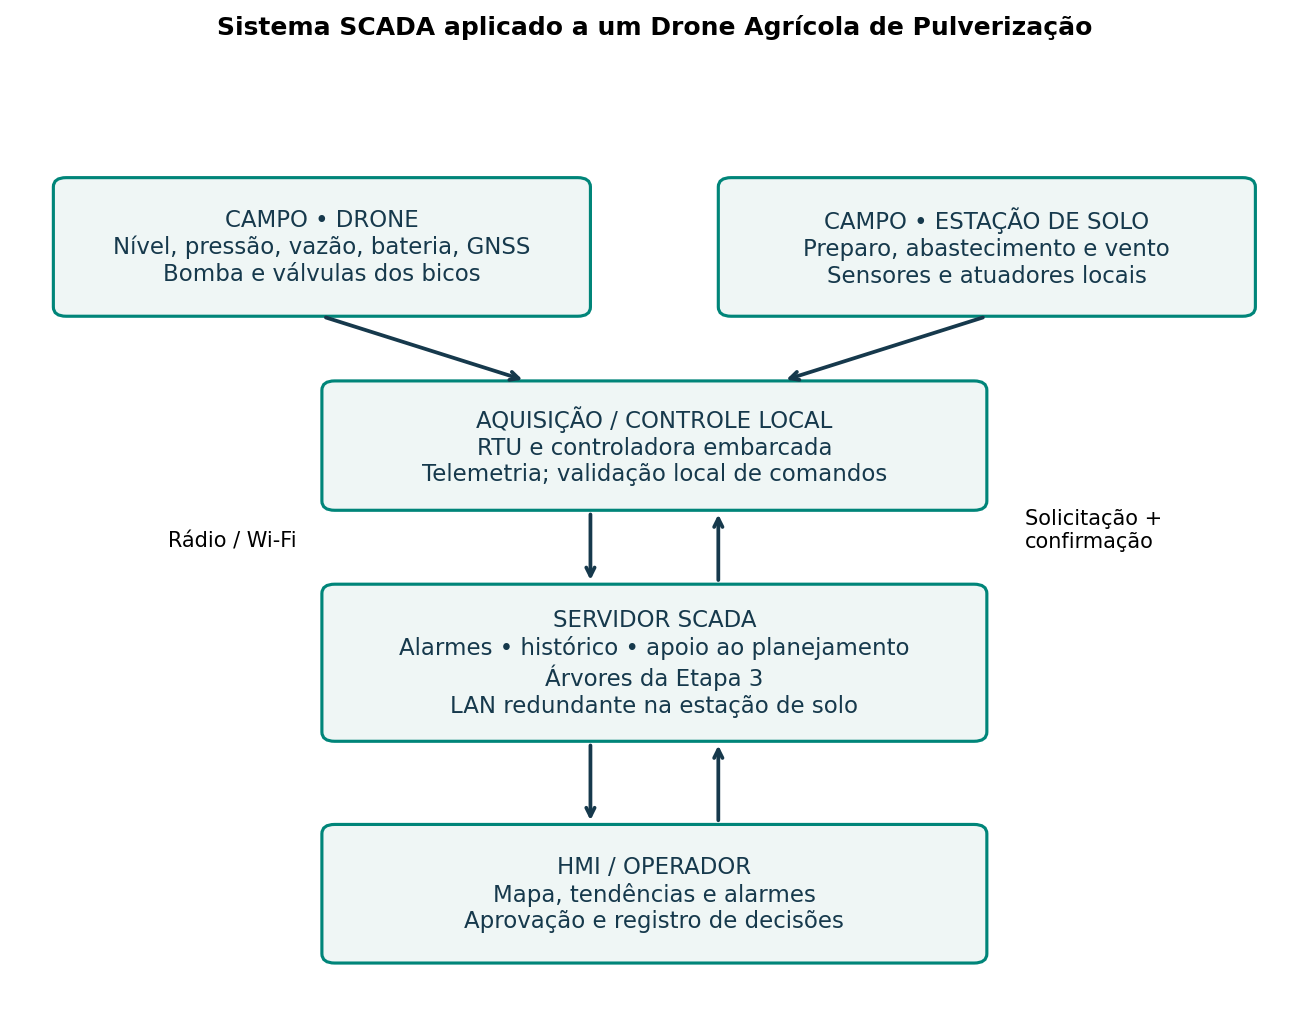 Sistema SCADA aplicado a um Drone Agrícola de Pulverização
CAMPO • DRONE
Nível, pressão, vazão, bateria, GNSS
Bomba e válvulas dos bicos
CAMPO • ESTAÇÃO DE SOLO
Preparo, abastecimento e vento
Sensores e atuadores locais
AQUISIÇÃO / CONTROLE LOCAL
RTU e controladora embarcada
Telemetria; validação local de comandos
Rádio / Wi-Fi
Solicitação +
confirmação
SERVIDOR SCADA
Alarmes • histórico • apoio ao planejamento
Árvores da Etapa 3
LAN redundante na estação de solo
HMI / OPERADOR
Mapa, tendências e alarmes
Aprovação e registro de decisões